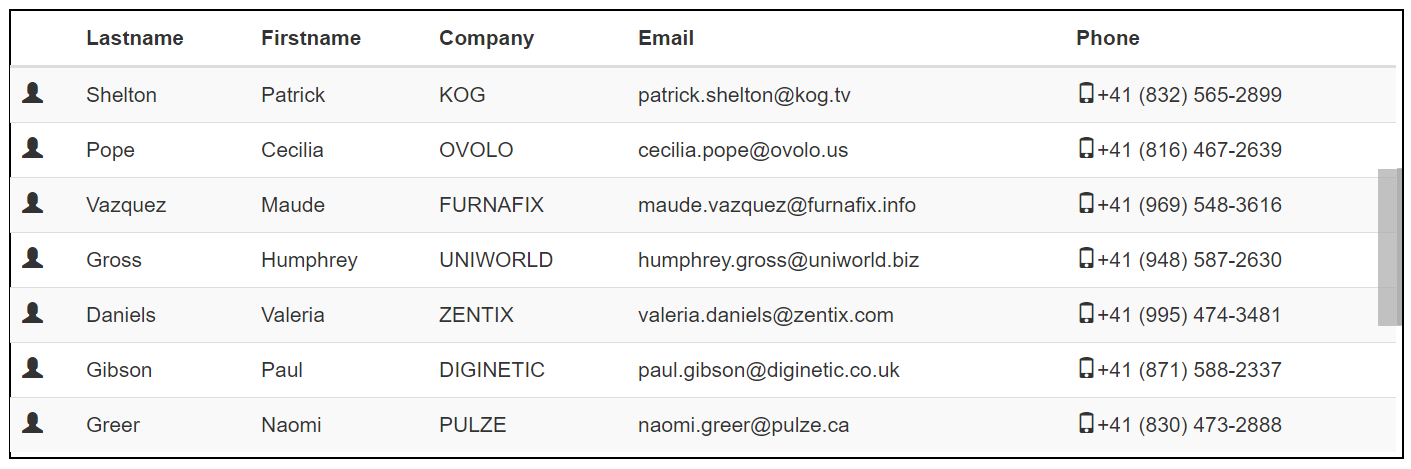 Lastname Firstname Company Email Phone
Shelton Patrick KOG patrick.shelton@kog.tv +41 (832) 565-2899
Pope Cecilia OVOLO cecilia.pope@ovolo.us +41 (816) 467-2639
Vazquez Maude FURNAFIX maude.vazquez@furnafix.info +41 (969) 548-3616
Gross Humphrey UNIWORLD humphrey.gross@uniworld.biz +41 (948) 587-2630
Daniels Valeria ZENTIX valeria.daniels@zentix.com +41 (995) 474-3481
Gibson Paul DIGINETIC paul.gibson@diginetic.co.uk +41 (871) 588-2337
Greer Naomi PULZE naomi.greer@pulze.ca +41 (830) 473-2888